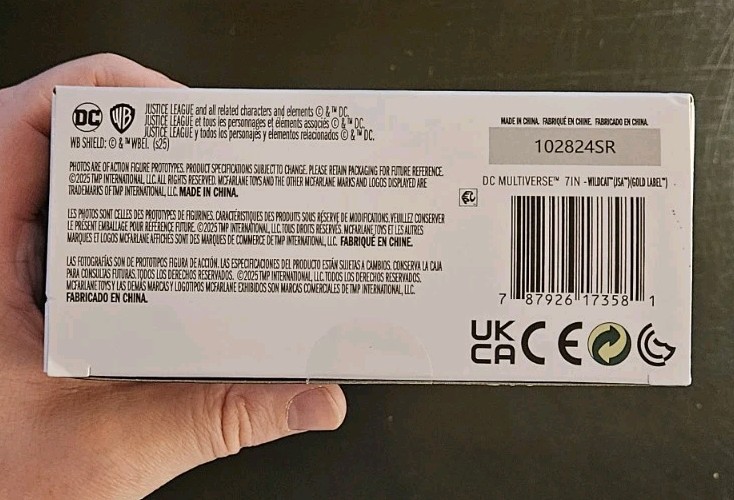 DC
WB
JUSTICE LEAGUE and all related characters and elements © & ™ DC.
JUSTICE LEAGUE et tous les personnages et éléments associés © & ™ DC.
JUSTICE LEAGUE y todos los personajes y elementos relacionados © & ™ DC.
WB SHIELD: © & ™ WBEI. (s25)
PHOTOS ARE OF ACTION FIGURE PROTOTYPES. PRODUCT SPECIFICATIONS SUBJECT TO CHANGE. PLEASE RETAIN PACKAGING FOR FUTURE REFERENCE.
©2025 TMP INTERNATIONAL, LLC. ALL RIGHTS RESERVED. MCFARLANE TOYS AND THE OTHER MCFARLANE MARKS AND LOGOS DISPLAYED ARE
TRADEMARKS OF TMP INTERNATIONAL, LLC. MADE IN CHINA.
LES PHOTOS SONT CELLES DES PROTOTYPES DE FIGURINES. CARACTÉRISTIQUES DES PRODUITS SOUS RÉSERVE DE MODIFICATIONS. VEUILLEZ CONSERVER
LE PRÉSENT EMBALLAGE POUR RÉFÉRENCE FUTURE. ©2025 TMP INTERNATIONAL, LLC. TOUS DROITS RÉSERVÉS. MCFARLANE TOYS ET LES AUTRES
MARQUES ET LOGOS MCFARLANE AFFICHÉS SONT DES MARQUES DE COMMERCE DE TMP INTERNATIONAL, LLC. FABRIQUÉ EN CHINE.
LAS FOTOGRAFÍAS SON DE PROTOTIPOS FIGURA DE ACCIÓN. LAS ESPECIFICACIONES DEL PRODUCTO ESTÁN SUJETAS A CAMBIOS. CONSERVA LA CAJA
PARA CONSULTAS FUTURAS. TODOS LOS DERECHOS RESERVADOS. ©2025 TMP INTERNATIONAL, LLC. TODOS LOS DERECHOS RESERVADOS.
MCFARLANE TOYS Y LAS DEMÁS MARCAS Y LOGOTIPOS MCFARLANE EXHIBIDOS SON MARCAS COMERCIALES DE TMP INTERNATIONAL, LLC.
FABRICADO EN CHINA.
MADE IN CHINA. FABRIQUÉ EN CHINE. FABRICADO EN CHINA.
102824SR
DC MULTIVERSE™ 7IN - WILDCAT™(JSA™)(GOLD LABEL™)
7 87926 17358 1
UK
CA CE